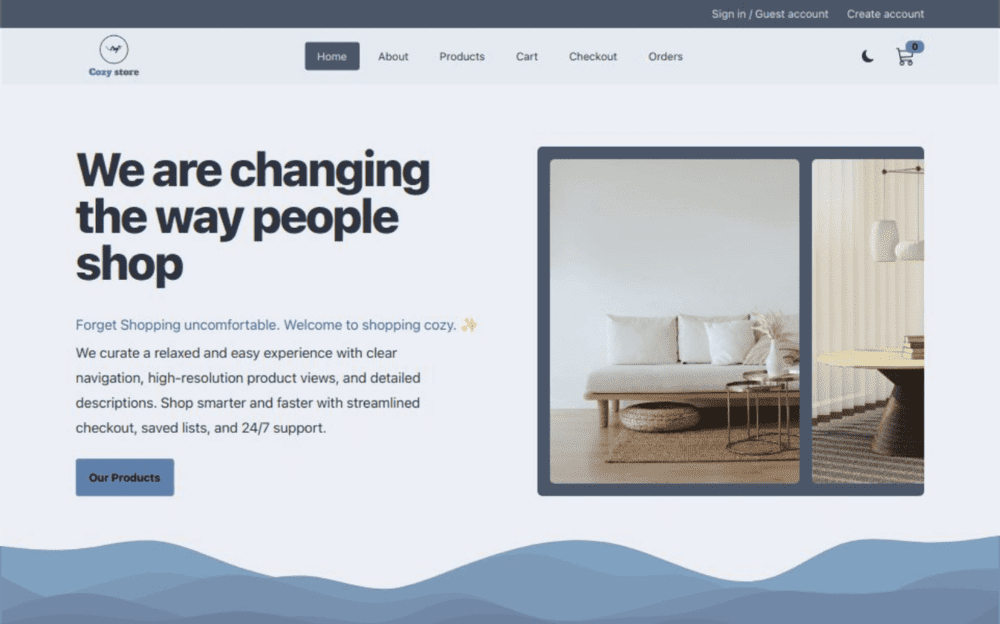 Sign in / Guest account
Create account
Cozy store
Home
About
Products
Cart
Checkout
Orders
0
We are changing
the way people
shop
Forget Shopping uncomfortable. Welcome to shopping cozy. ✨
We curate a relaxed and easy experience with clear
navigation, high-resolution product views, and detailed
descriptions. Shop smarter and faster with streamlined
checkout, saved lists, and 24/7 support.
Our Products